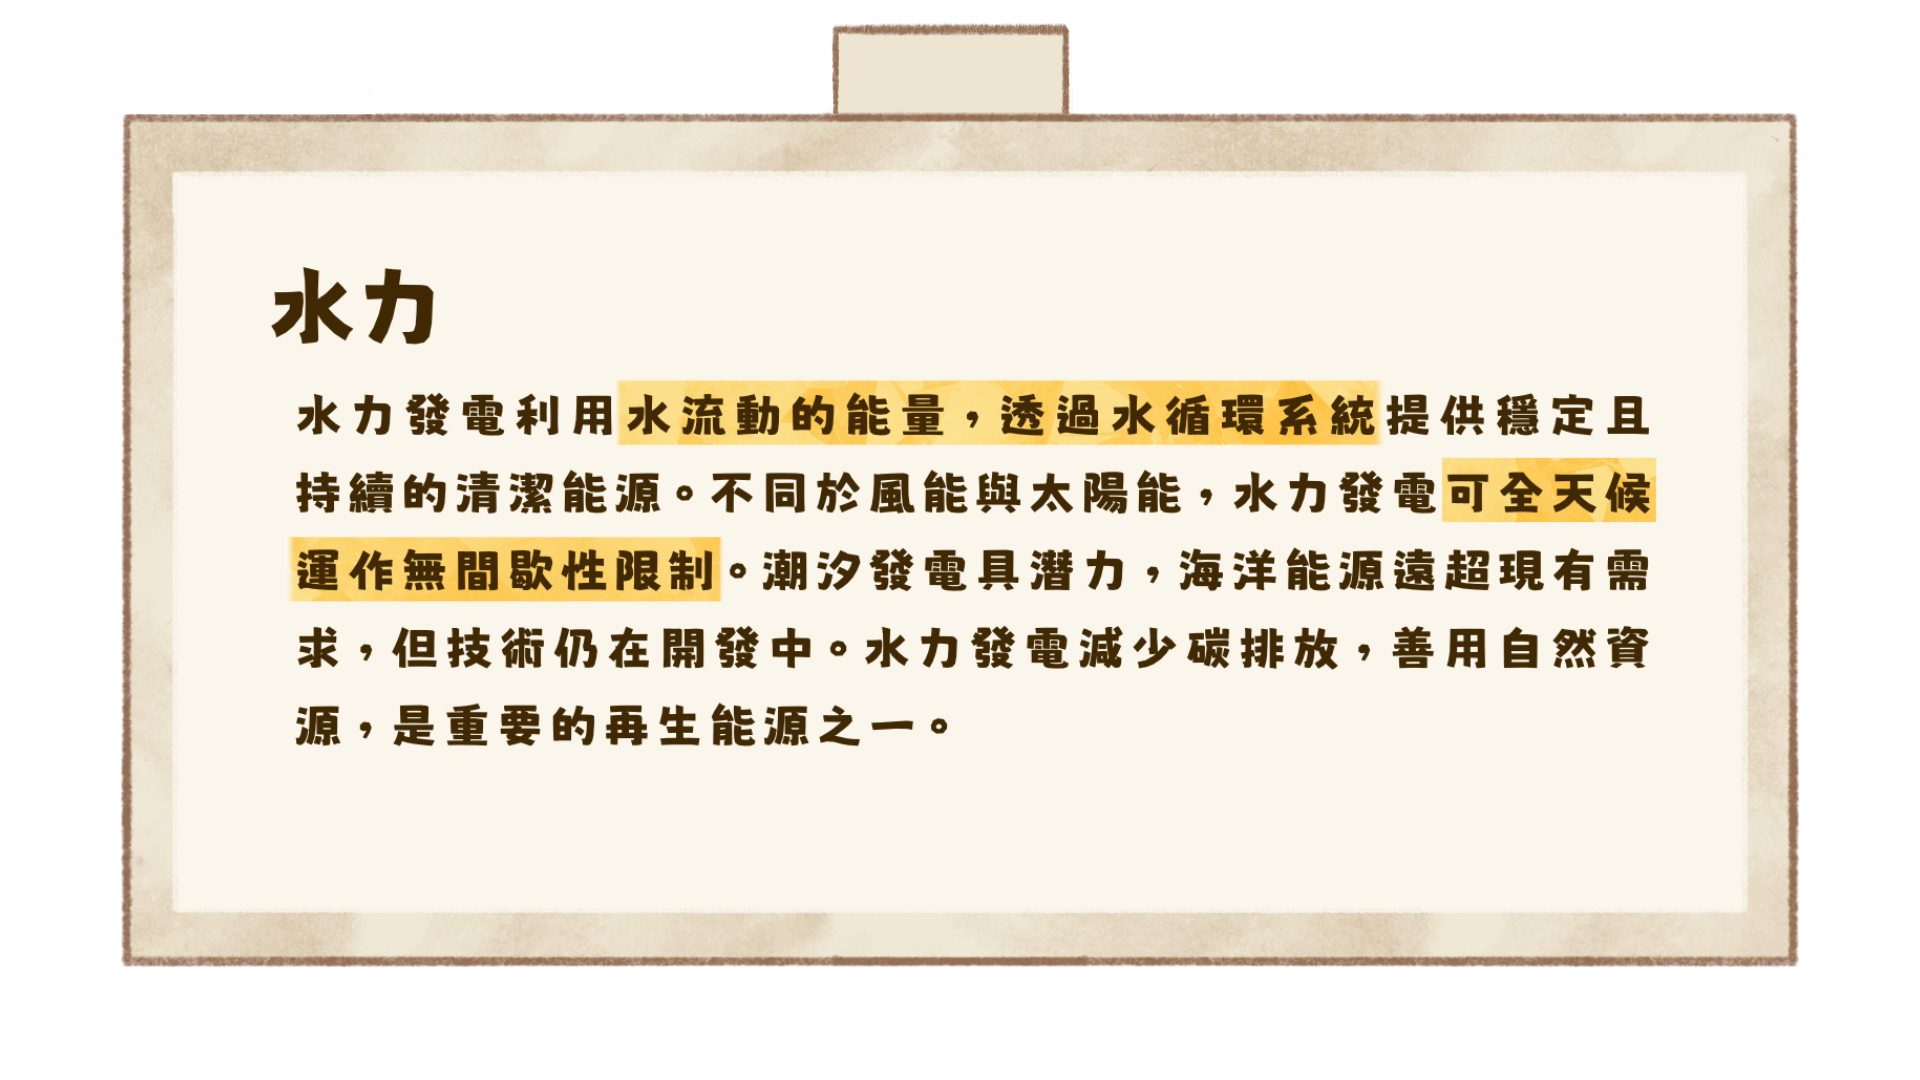 水力
水力發電利用水流動的能量，透過水循環系統提供穩定且
持續的清潔能源。不同於風能與太陽能，水力發電可全天候
運作無間歇性限制。潮汐發電具潛力，海洋能源遠超現有需
求，但技術仍在開發中。水力發電減少碳排放，善用自然資
源，是重要的再生能源之一。